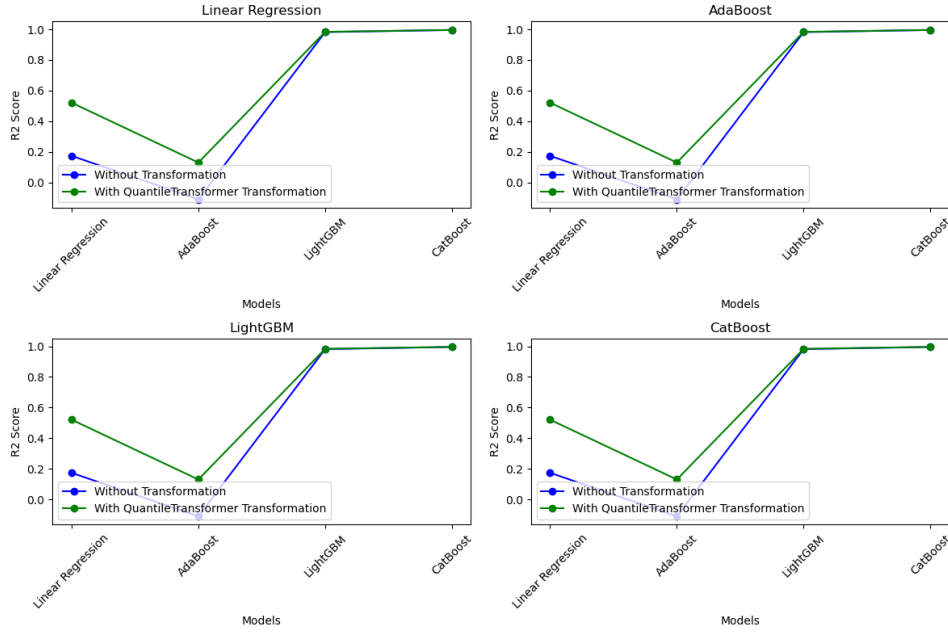 Linear Regression
1.0
0.8
0.6
0.4
0.2
0.0
R2 Score
Without Transformation
With QuantileTransformer Transformation
Linear Regression
AdaBoost
LightGBM
CatBoost
Models
AdaBoost
1.0
0.8
0.6
0.4
0.2
0.0
R2 Score
Without Transformation
With QuantileTransformer Transformation
Linear Regression
AdaBoost
LightGBM
CatBoost
Models
LightGBM
1.0
0.8
0.6
0.4
0.2
0.0
R2 Score
Without Transformation
With QuantileTransformer Transformation
Linear Regression
AdaBoost
LightGBM
CatBoost
Models
CatBoost
1.0
0.8
0.6
0.4
0.2
0.0
R2 Score
Without Transformation
With QuantileTransformer Transformation
Linear Regression
AdaBoost
LightGBM
CatBoost
Models